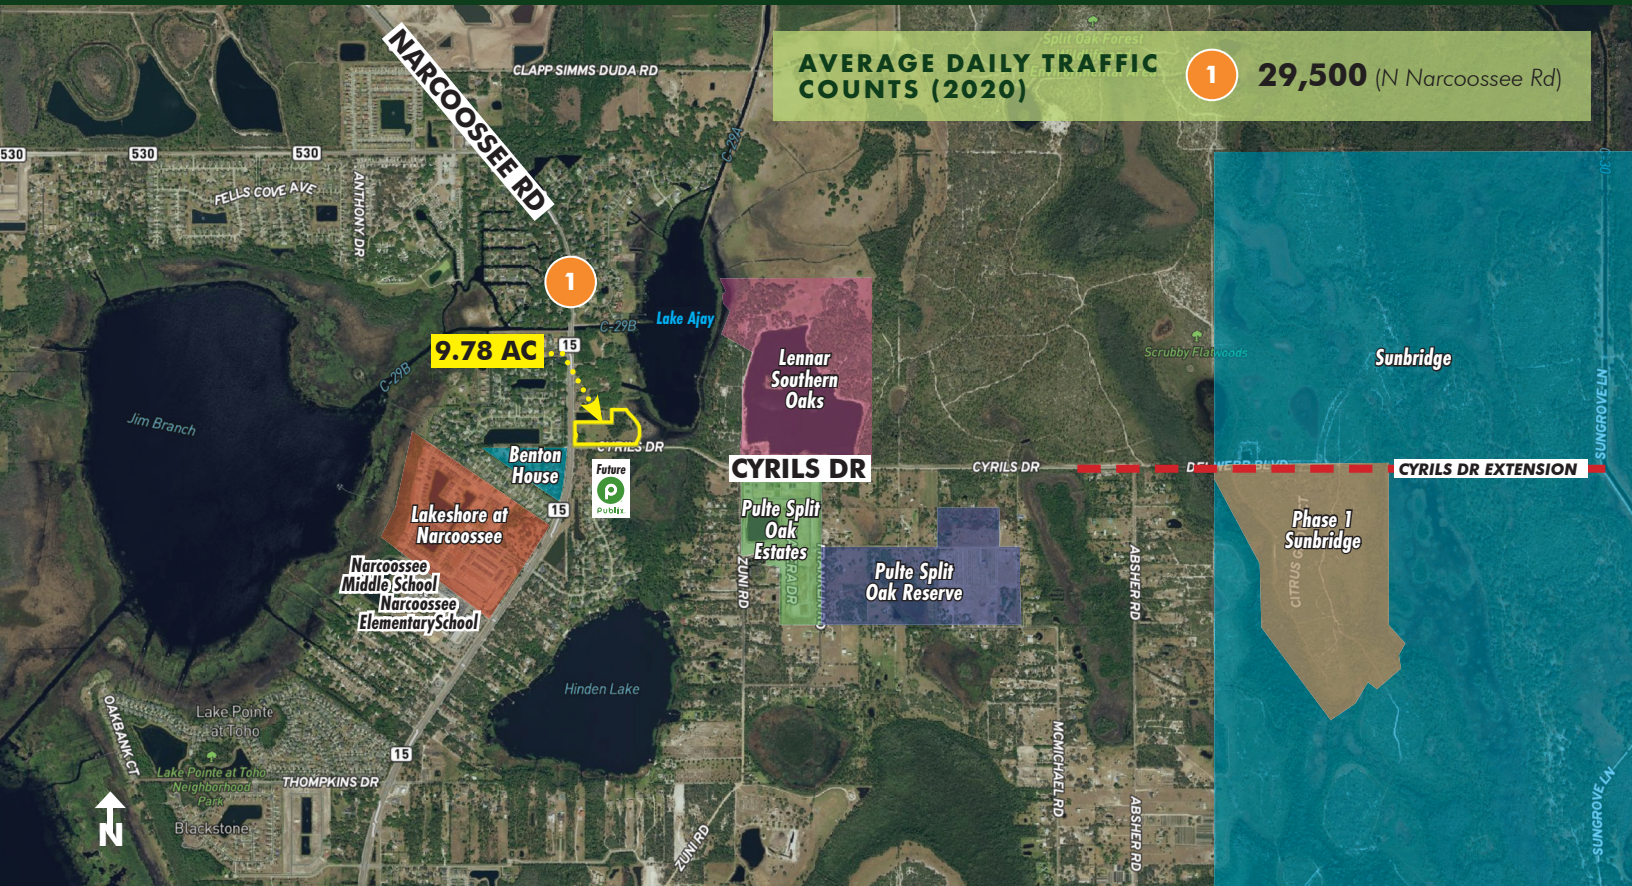 AVERAGE DAILY TRAFFIC
COUNTS (2020)
1
29,500 (N Narcoossee Rd)
Split Oak Forest
NARCOOSSEE RD
CLAPP SIMMS DUDA RD
C-29A
530
530
530
FELLS COVE AVE
ANTHONY DR
1
C-29B
Lake Ajay
15
9.78 AC
C-29B
Jim Branch
Lennar
Southern
Oaks
Scrubby Flatwoods
Sunbridge
SUNGROVE LN
CYRILS DR
Benton
House
Future
Publix
CYRILS DR
CYRILS DR
CYRILS DR EXTENSION
15
Lakeshore at
Narcoossee
Pulte Split
Oak
Estates
Phase 1
Sunbridge
Narcoossee
Middle School
Narcoossee
ElementarySchool
ZUNI RD
Pulte Split
Oak Reserve
ABSHER RD
Hinden Lake
OAKBANK CT
Lake Pointe
at Toho
15
Lake Pointe at Toho
Neighborhood
Park
THOMPKINS DR
MCMICHAEL RD
Blackstone
N
ZUNI RD
ABSHER RD
SUNGROVE LN